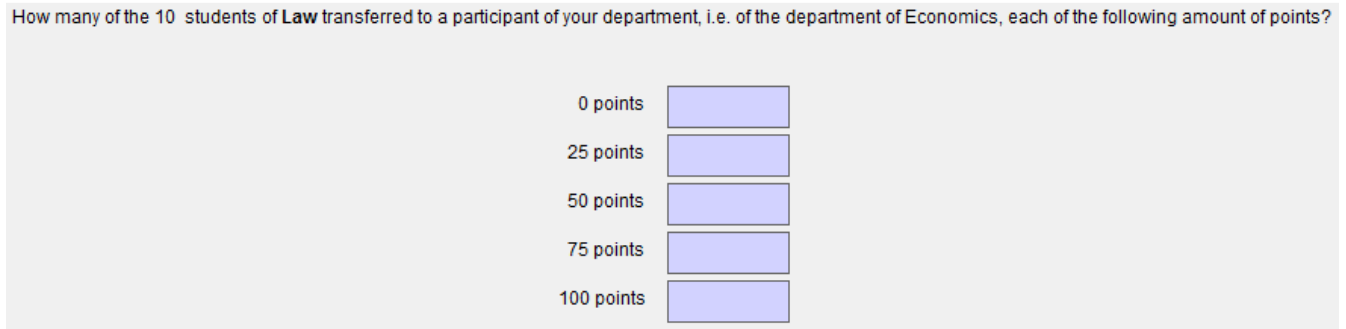 How many of the 10 students of Law transferred to a participant of your department, i.e. of the department of Economics, each of the following amount of points?
0 points
25 points
50 points
75 points
100 points